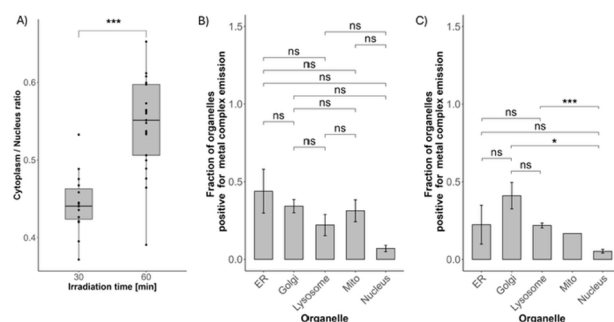 A)
***
Cytoplasm / Nucleus ratio
0.6
0.5
0.4
30
60
Irradiation time [min]
B)
Fraction of organelles
positive for metal complex emission
1.5
1.0
0.5
0.0
ns
ns
ns
ns
ns
ns
ns
ns
ns
ER
Golgi
Lysosome
Mito
Nucleus
Organelle
C)
Fraction of organelles
positive for metal complex emission
1.5
1.0
0.5
0.0
ns
***
ns
*
ns
ns
ER
Golgi
Lysosome
Mito
Nucleus
Organelle